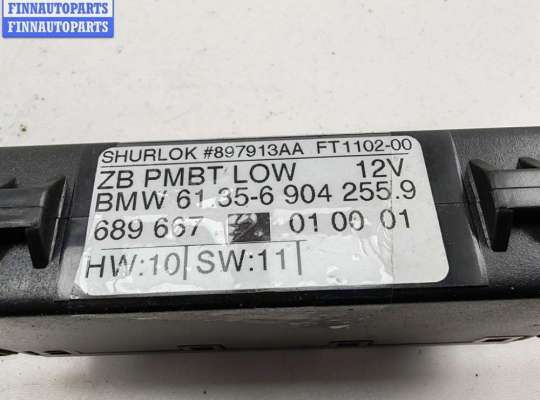 FINNAUTOPARTS
FINNAUTOPARTS
SHURLOK #897913AA FT1102-00
ZB PMBT LOW 12V
BMW 61.35-6 904 255.9
689 667 01 00 01
HW:10 SW:11